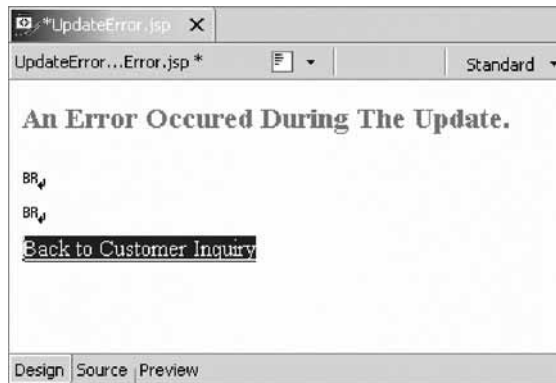 *UpdateError.jsp
UpdateError...Error.jsp * Standard
An Error Occured During The Update.
BR
BR
Back to Customer Inquiry
Design Source Preview